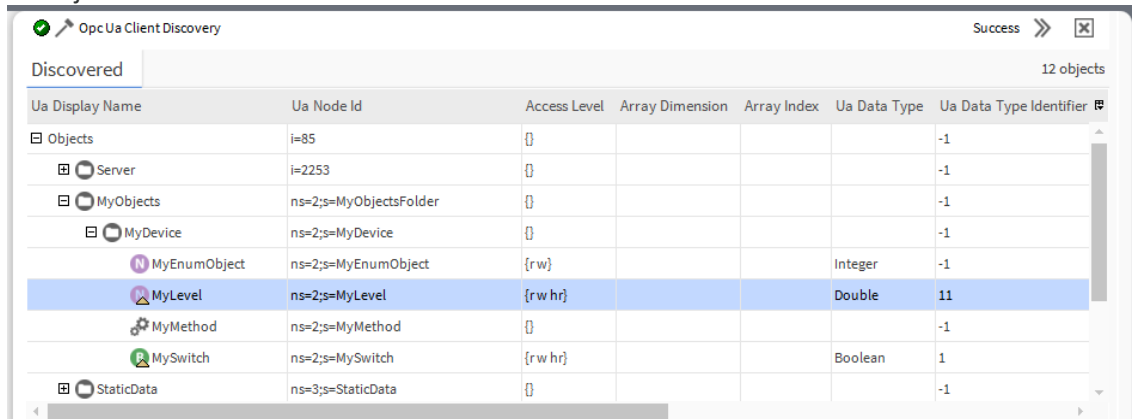 Opc Ua Client Discovery Success
Discovered 12 objects
Ua Display Name Ua Node Id Access Level Array Dimension Array Index Ua Data Type Ua Data Type Identifier
Objects i=85 {} -1
Server i=2253 {} -1
MyObjects ns=2;s=MyObjectsFolder {} -1
MyDevice ns=2;s=MyDevice {} -1
N MyEnumObject ns=2;s=MyEnumObject {r w} Integer -1
N MyLevel ns=2;s=MyLevel {r w hr} Double 11
MyMethod ns=2;s=MyMethod {} -1
B MySwitch ns=2;s=MySwitch {r w hr} Boolean 1
StaticData ns=3;s=StaticData {} -1